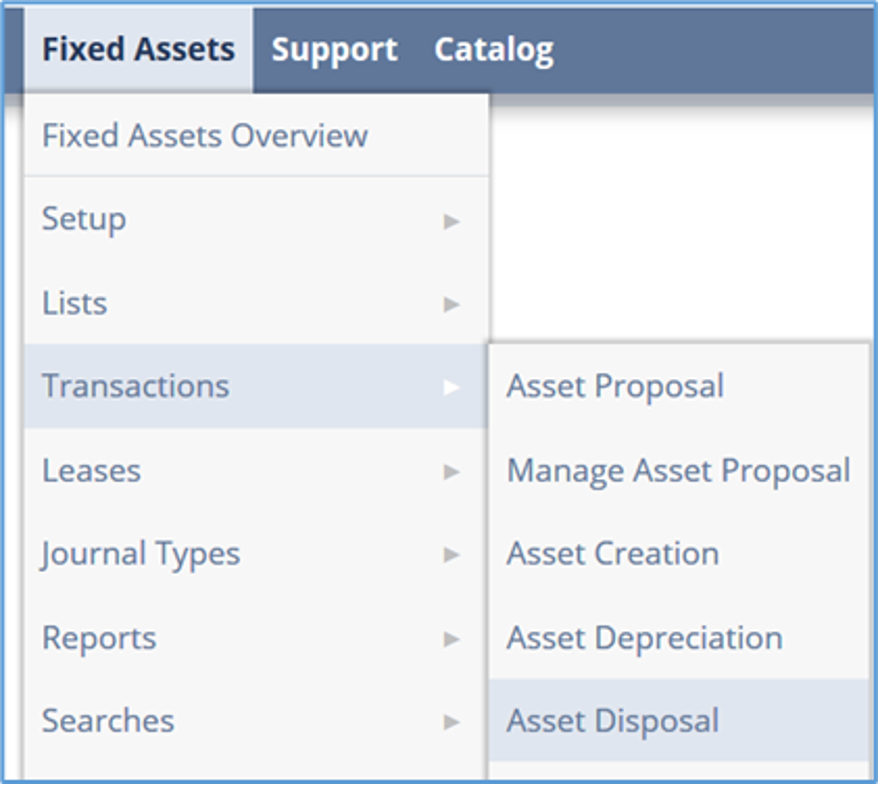 Fixed Assets Support Catalog
Fixed Assets Overview
Setup
Lists
Transactions
Leases
Journal Types
Reports
Searches
Asset Proposal
Manage Asset Proposal
Asset Creation
Asset Depreciation
Asset Disposal